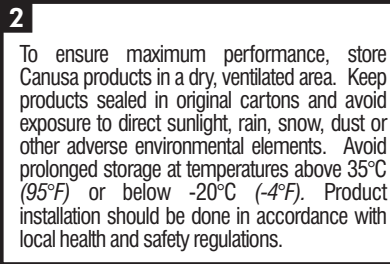 2
To ensure maximum performance, store
Canusa products in a dry, ventilated area. Keep
products sealed in original cartons and avoid
exposure to direct sunlight, rain, snow, dust or
other adverse environmental elements. Avoid
prolonged storage at temperatures above 35°C
(95°F) or below -20°C (-4°F). Product
installation should be done in accordance with
local health and safety regulations.